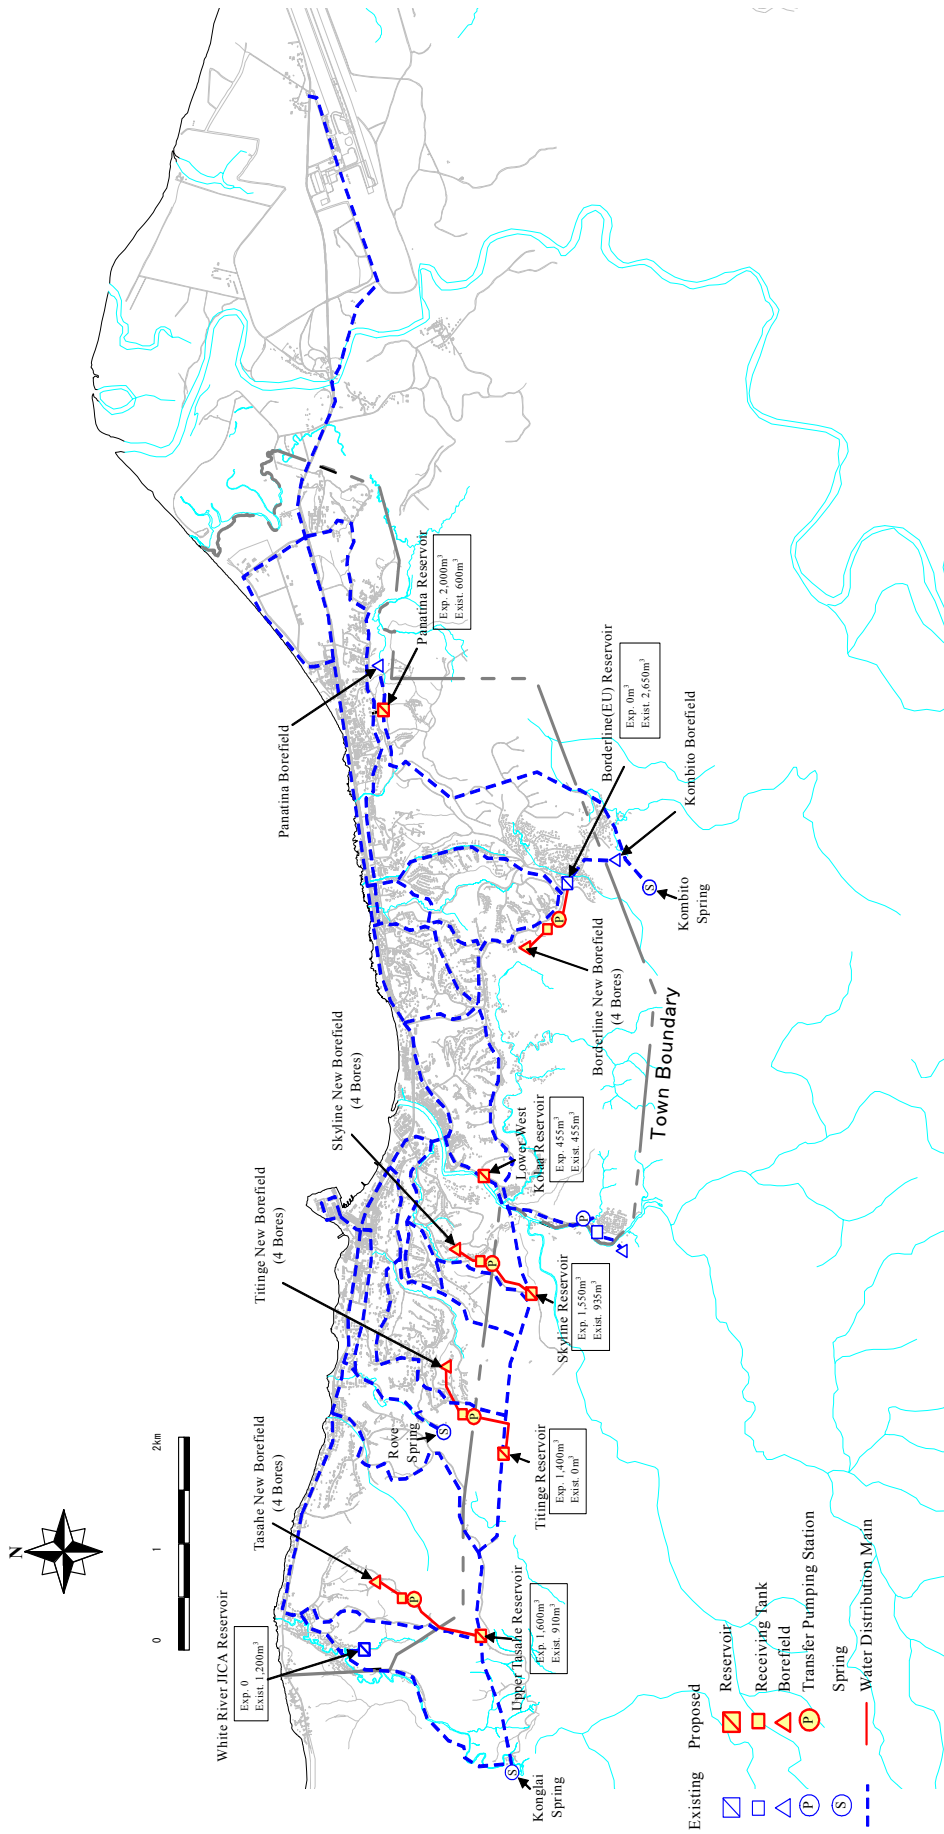 N
0
1
2km
White River JICA Reservoir
Exp. 0
Exist. 1,200m³
Tasahe New Borefield
(4 Bores)
Titinge New Borefield
(4 Bores)
Skyline New Borefield
(4 Bores)
Panatina Borefield
Panatina Reservoir
Exp. 2,000m³
Exist. 600m³
Borderline(EU) Reservoir
Exp. 0m³
Exist. 2,650m³
Kombito Borefield
Kombito
Spring
S
P
Borderline New Borefield
(4 Bores)
Town Boundary
Lower West
Kolaa Reservoir
Exp. 455m³
Exist. 455m³
P
P
Skyline Reservoir
Exp. 1,550m³
Exist. 935m³
Rove
Spring
S
P
Titinge Reservoir
Exp. 1,400m³
Exist. 0m³
P
Upper Tasahe Reservoir
Exp. 1,600m³
Exist. 910m³
S
Konglai
Spring
Existing
Proposed
Reservoir
Receiving Tank
Borefield
P
P
Transfer Pumping Station
S
Spring
Water Distribution Main